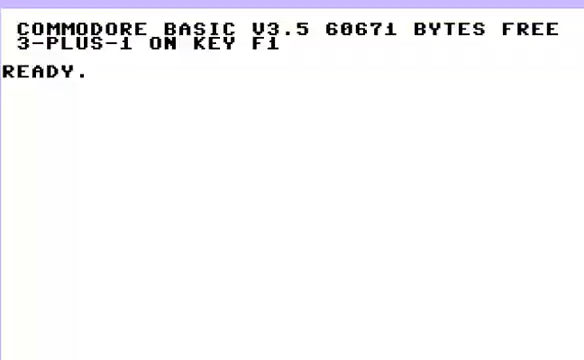 COMMODORE BASIC V3.5 60671 BYTES FREE
3-PLUS-1 ON KEY F1
READY.